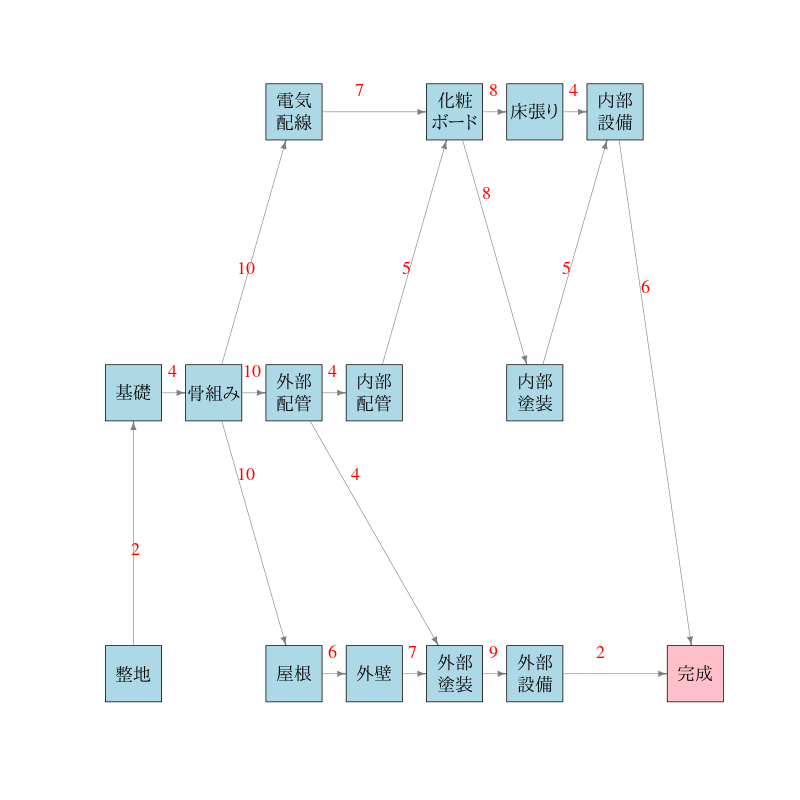 7
8
4
電気
配線
化粧
ボード
床張り
内部
設備
8
10
5
5
6
4
10
4
基礎
骨組み
外部
配管
内部
配管
内部
塗装
10
4
2
6
7
9
2
整地
屋根
外壁
外部
塗装
外部
設備
完成